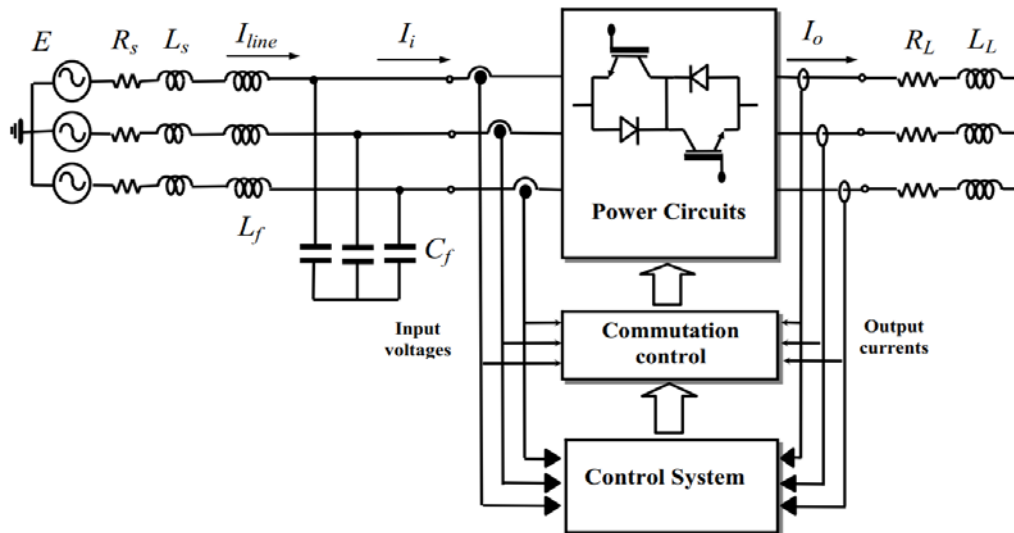 E
R_s
L_s
I_line
I_i
I_o
R_L
L_L
L_f
C_f
Power Circuits
Input
voltages
Commutation
control
Output
currents
Control System